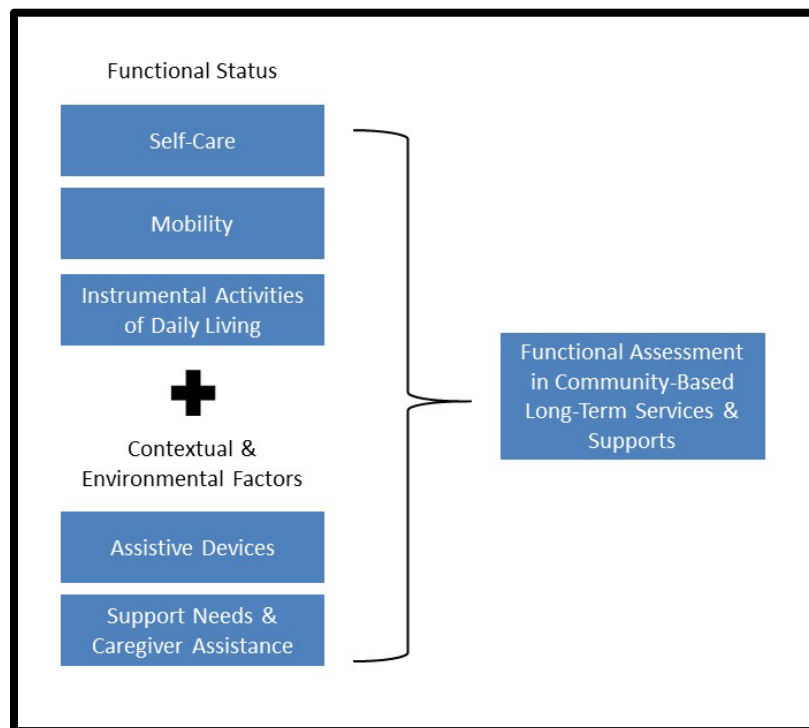 Functional Status
Self-Care
Mobility
Instrumental Activities
of Daily Living
Contextual &
Environmental Factors
Assistive Devices
Support Needs &
Caregiver Assistance
Functional Assessment
in Community-Based
Long-Term Services &
Supports